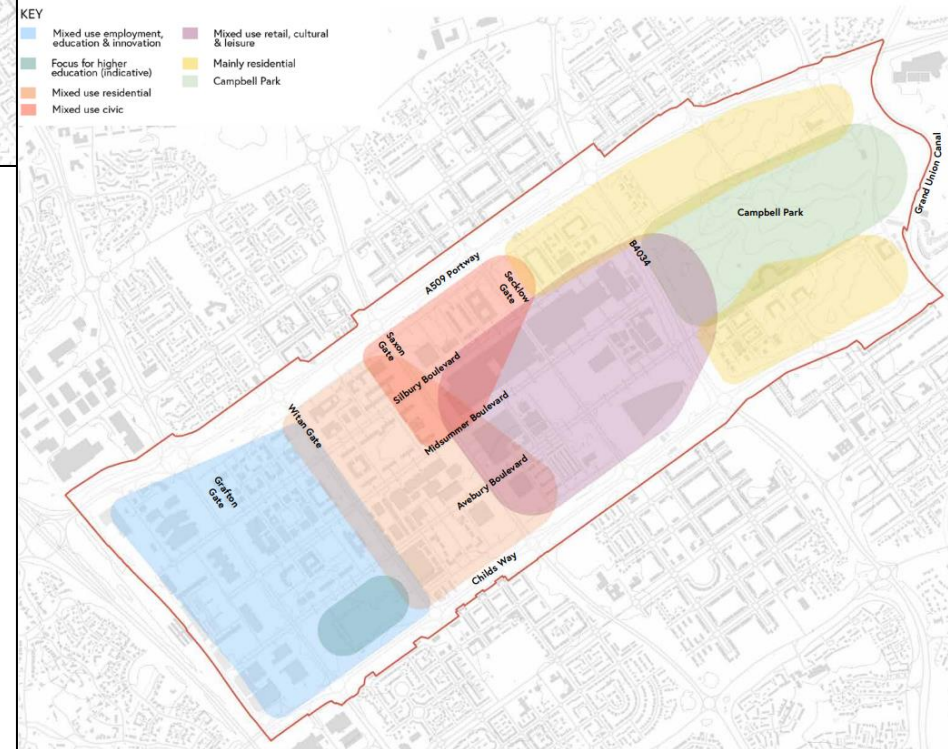 KEY
Mixed use employment,
education & innovation
Focus for higher
education (indicative)
Mixed use residential
Mixed use civic
Mixed use retail, cultural
& leisure
Mainly residential
Campbell Park
Grand Union Canal
Campbell Park
B4034
A509 Portway
Secklow
Gate
Saxon
Gate
Silbury Boulevard
Midsummer Boulevard
Witan Gate
Avebury Boulevard
Grafton
Gate
Childs Way